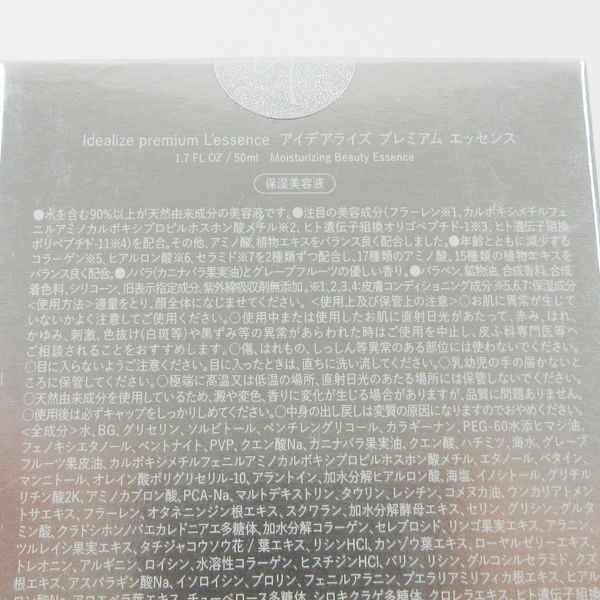 Idealize premium L'essence アイデアライズ プレミアム エッセンス
1.7 FL OZ / 50ml Moisturizing Beauty Essence
保湿美容液
●水を含む90%以上が天然由来成分の美容液です。●注目の美容成分(フラーレン※1、カルボキシメチルフェ
ニルアミノカルボキシプロピルホスホン酸メチル※2、ヒト遺伝子組換オリゴペプチド-1※3、ヒト遺伝子組換
ポリペプチド-11※4)を配合。その他、アミノ酸、植物エキスをバランス良く配合しました。●年齢とともに減少する
コラーゲン※5、ヒアルロン酸※6、セラミド※7を2種類ずつ配合し、17種類のアミノ酸、15種類の植物エキスを
バランス良く配合。●ノバラ(カニナバラ果実油)とグレープフルーツの優しい香り。●パラベン、鉱物油、合成香料、合成
着色料、シリコーン、旧表示指定成分、紫外線吸収剤無添加。※1、2、3、4:皮膚コンディショニング成分 ※5、6、7:保湿成分
<使用方法>適量をとり、顔全体になじませてください。<使用上及び保管上の注意>〇お肌に異常が生じて
いないかよく注意してご使用ください。〇使用中または使用したお肌に直射日光があたって、赤み、はれ、
かゆみ、刺激、色抜け(白斑等)や黒ずみ等の異常があらわれた時はご使用を中止し、皮ふ科専門医等へ
ご相談されることをおすすめします。〇傷、はれもの、しっしん等異常のある部位には使わないでください。
〇目に入らないようご注意ください。目に入ったときは、直ちに洗い流してください。〇乳幼児の手の届かないと
ころに保管してください。〇極端に高温又は低温の場所、直射日光のあたる場所には保管しないでください。
〇天然由来成分を使用しているため、澱や変色、香りに変化が生じる場合がありますが、品質に問題ありません。
〇使用後は必ずキャップをしっかりしめてください。〇中身の出し戻しは変質の原因になりますのでおやめください。
<全成分>水、BG、グリセリン、ソルビトール、ペンチレングリコール、カラギーナン、PEG-60水添ヒマシ油、
フェノキシエタノール、ベントナイト、PVP、クエン酸Na、カニナバラ果実油、クエン酸、ハチミツ、海水、グレープ
フルーツ果皮油、カルボキシメチルフェニルアミノカルボキシプロピルホスホン酸メチル、エタノール、ベタイン、
マンニトール、オレイン酸ポリグリセリル-10、アラントイン、加水分解ヒアルロン酸、海塩、イノシトール、グリチル
リチン酸2K、アミノカプロン酸、PCA-Na、マルトデキストリン、タウリン、レシチン、コメヌカ油、ウンカリアトメン
トサエキス、フラーレン、オタネニンジン根エキス、スクワラン、加水分解酵母エキス、セリン、グリシン、グルタ
ミン酸、クラドシホンノバエカレドニアエ多糖体、加水分解コラーゲン、セレブロシド、リンゴ果実エキス、アラニン、
ツルレイシ果実エキス、タチジャコウソウ花/葉エキス、リシンHCl、カンゾウ葉エキス、ローヤルゼリーエキス、
トレオニン、アルギニン、ロイシン、水溶性コラーゲン、ヒスチジンHCl、バリン、リシン、グルコシルセラミド、クズ
根エキス、アスパラギン酸Na、イソロイシン、プロリン、フェニルアラニン、プエラリアミリフィカ根エキス、ヒアル
ロン酸Na、アロエベラ葉エキス、チューベロース多糖体、シロキクラゲ多糖体、クロレラエキス、ヒト